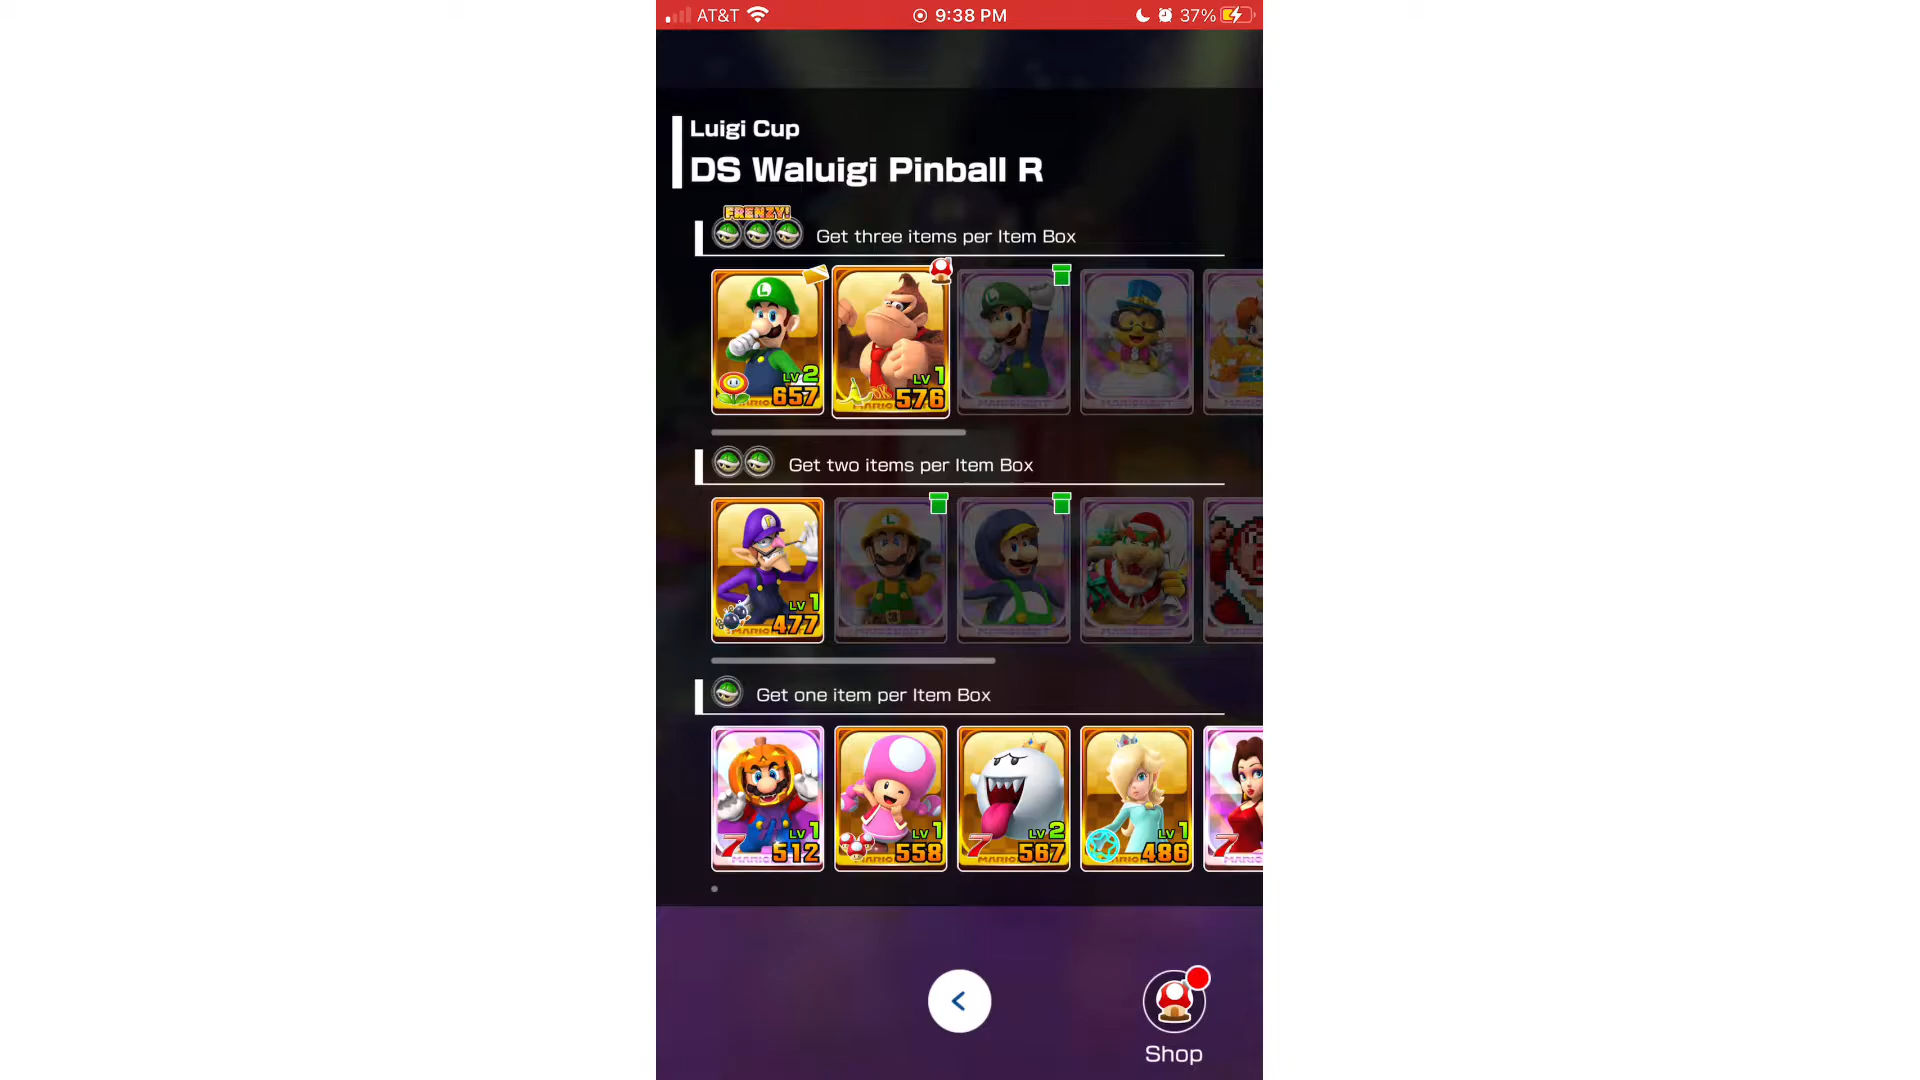 AT&T 9:38 PM 37%
Luigi Cup
DS Waluigi Pinball R
FRENZY!
Get three items per Item Box
L
LV 2
657
LV 1
576
Get two items per Item Box
LV 1
477
Get one item per Item Box
LV 1
512
LV 1
558
LV 2
567
LV 1
486
Shop